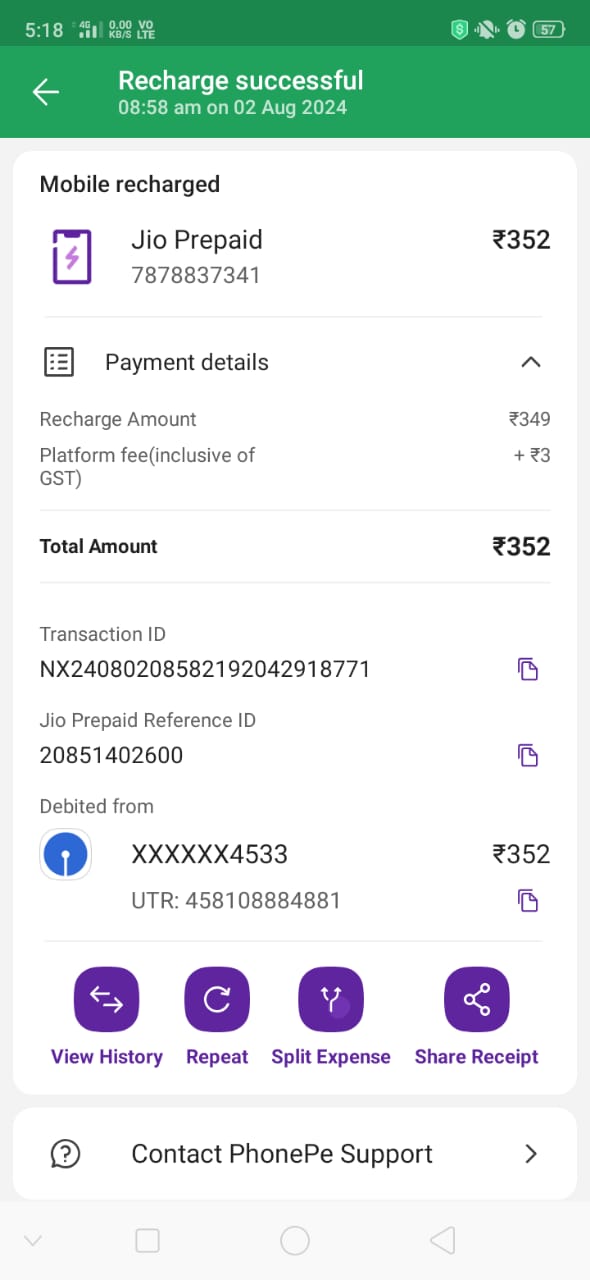 5:18 4G 0.00 KB/S VO LTE 57
Recharge successful
08:58 am on 02 Aug 2024
Mobile recharged
Jio Prepaid ₹352
7878837341
Payment details
Recharge Amount ₹349
Platform fee(inclusive of + ₹3
GST)
Total Amount ₹352
Transaction ID
NX24080208582192042918771
Jio Prepaid Reference ID
20851402600
Debited from
XXXXXX4533 ₹352
UTR: 458108884881
View History Repeat Split Expense Share Receipt
Contact PhonePe Support